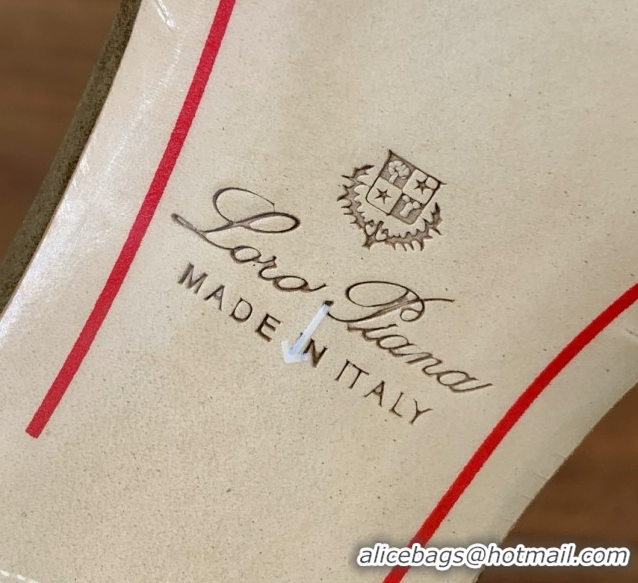 Loro Piana
MADE IN ITALY
alicebags@hotmail.com